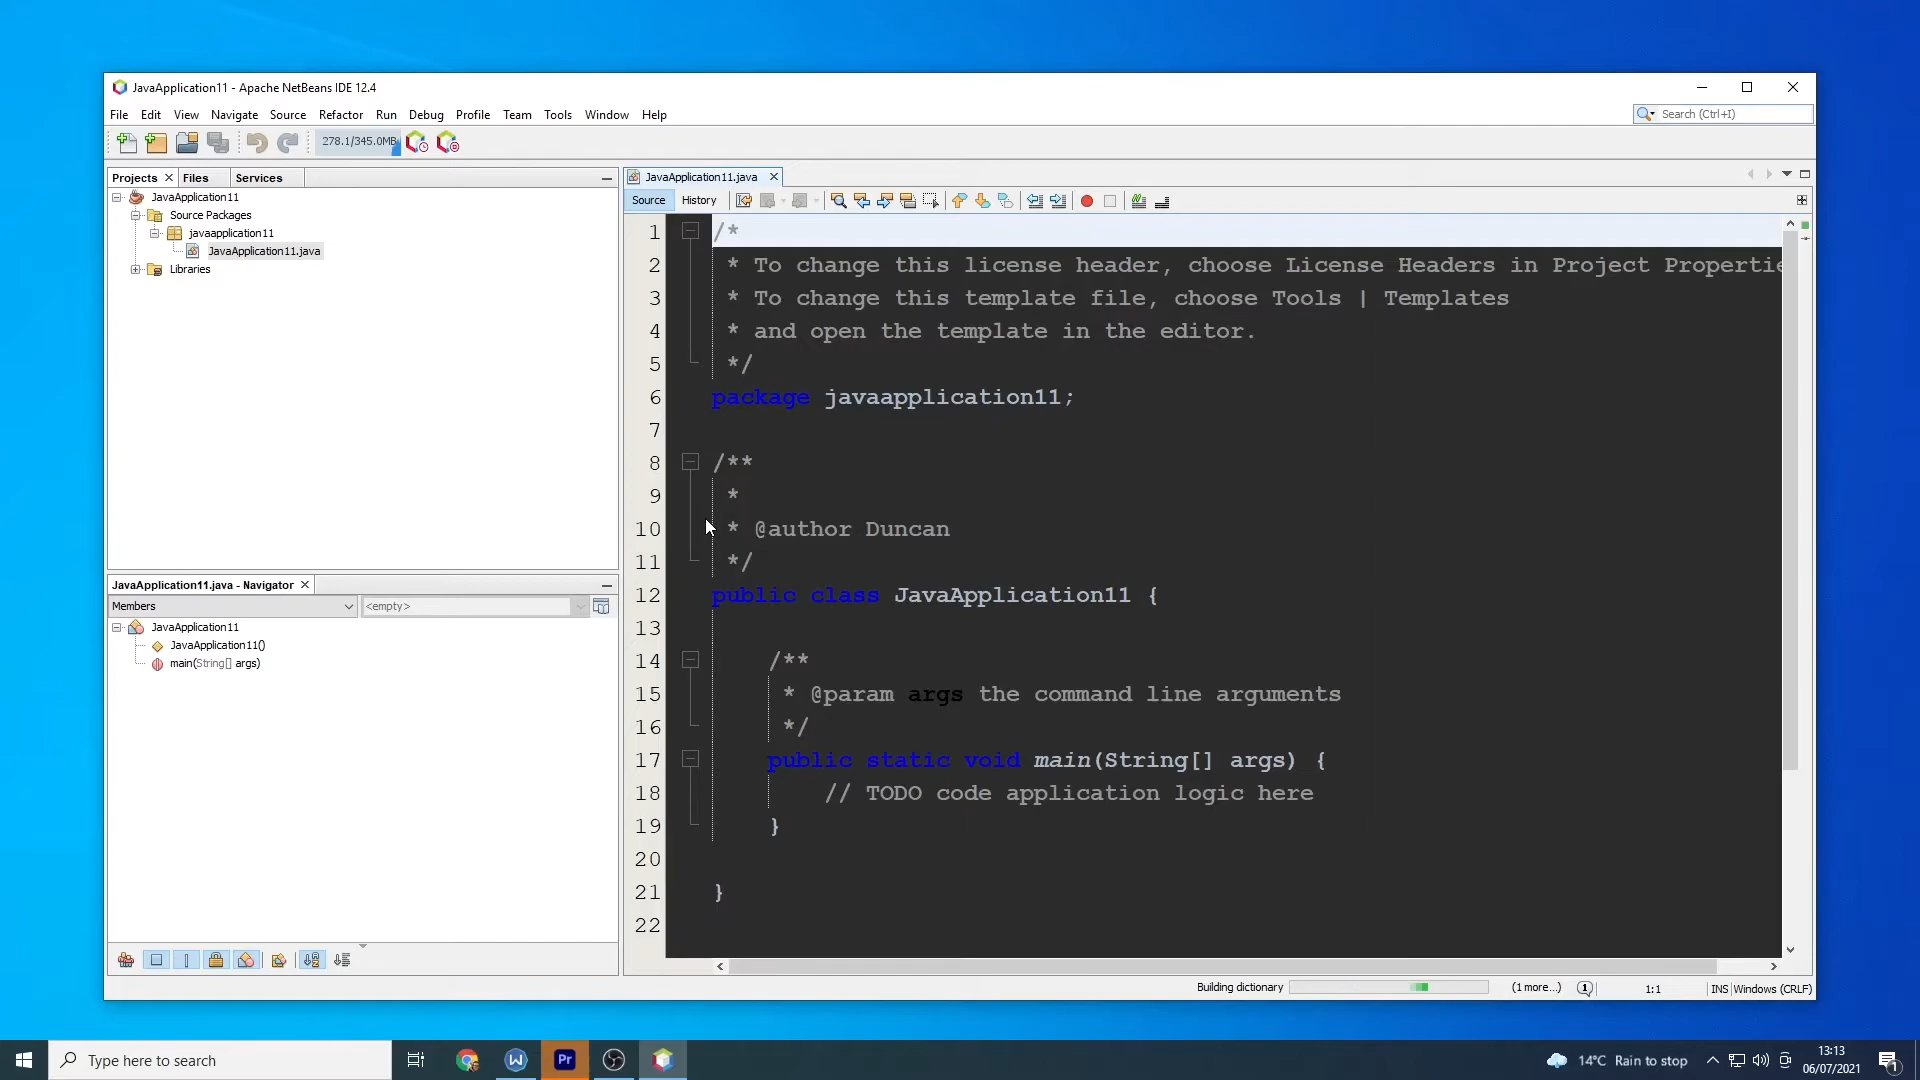 JavaApplication11 - Apache NetBeans IDE 12.4
File Edit View Navigate Source Refactor Run Debug Profile Team Tools Window Help
Search (Ctrl+I)
278.1/345.0MB
Projects Files Services
JavaApplication11
Source Packages
javaapplication11
JavaApplication11.java
Libraries
JavaApplication11.java - Navigator
Members <empty>
JavaApplication11
JavaApplication11()
main(String[] args)
JavaApplication11.java
Source History
1 /*
2 * To change this license header, choose License Headers in Project Propertie
3 * To change this template file, choose Tools | Templates
4 * and open the template in the editor.
5 */
6 package javaapplication11;
7
8 /**
9 *
10 * @author Duncan
11 */
12 public class JavaApplication11 {
13
14 /**
15 * @param args the command line arguments
16 */
17 public static void main(String[] args) {
18 // TODO code application logic here
19 }
20
21 }
22
Building dictionary (1 more...) 1 1:1 INS Windows (CRLF)
Type here to search
W Pr
14°C Rain to stop
13:13
06/07/2021
1